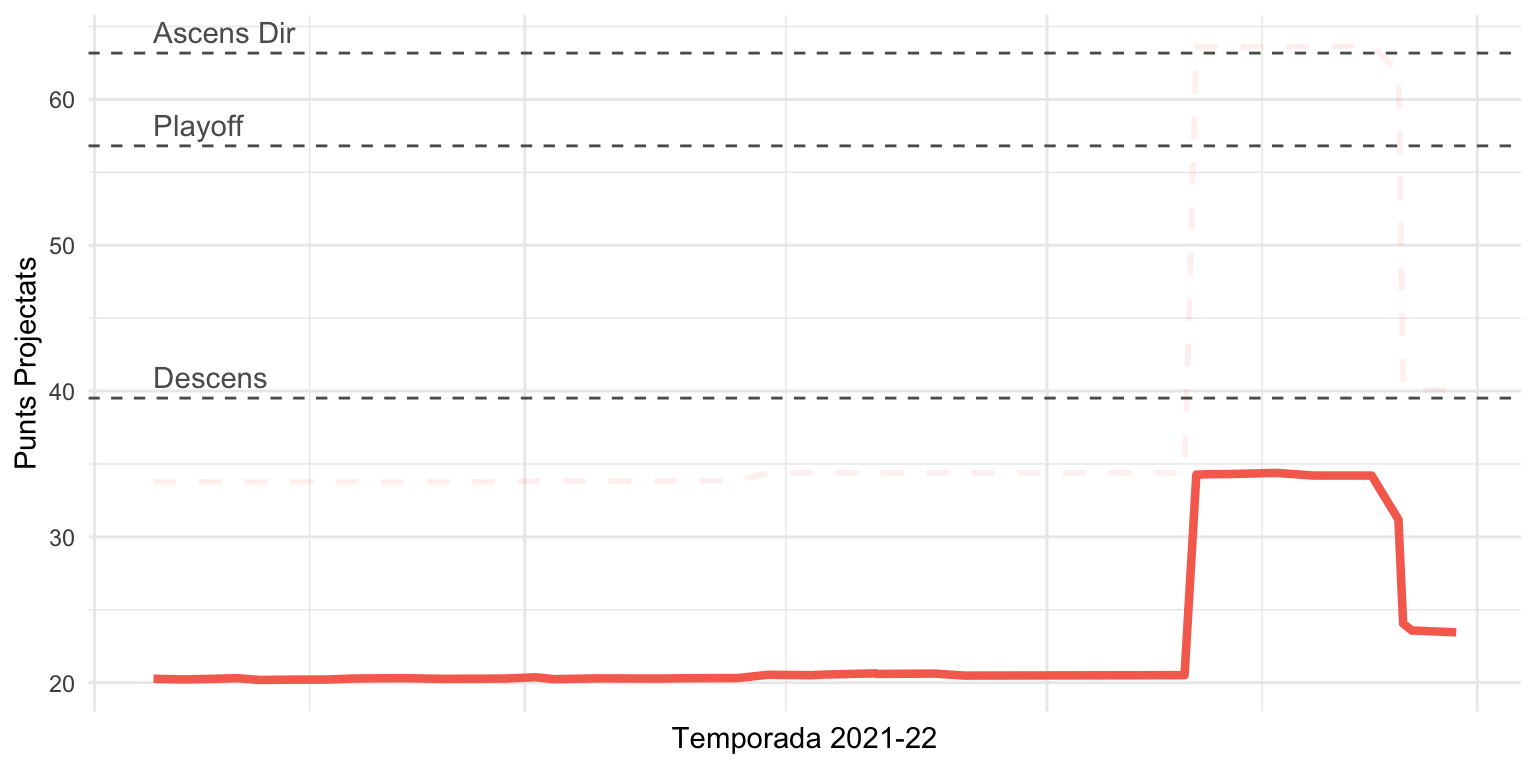 Ascens Dir
60
Playoff
50
Descens
40
30
20
Punts Projectats
Temporada 2021-22